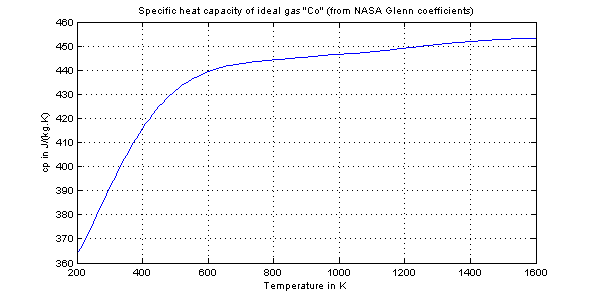 Specific heat capacity of ideal gas "Co" (from NASA Glenn coefficients)
460
450
440
430
420
410
400
390
380
370
360
cp in J/(kg.K)
200 400 600 800 1000 1200 1400 1600
Temperature in K